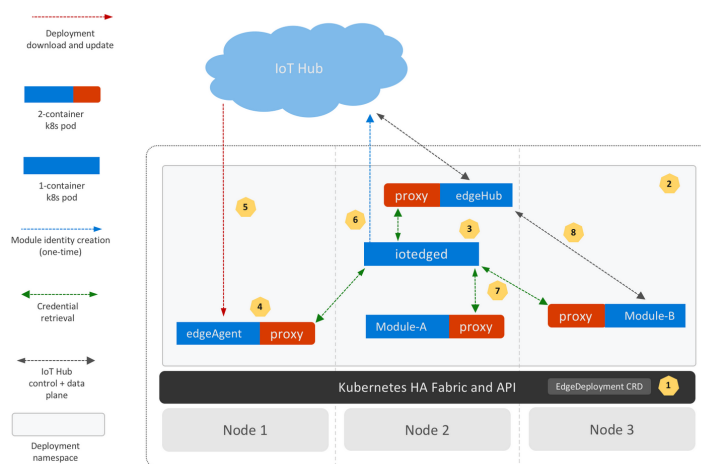 Deployment
download and update
2-container
k8s pod
1-container
k8s pod
Module identity creation
(one-time)
Credential
retrieval
IoT Hub
control + data
plane
Deployment
namespace
IoT Hub
2
proxy edgeHub
5
6
3
8
iotedged
4
7
edgeAgent proxy
Module-A proxy
proxy Module-B
Kubernetes HA Fabric and API
EdgeDeployment CRD
1
Node 1
Node 2
Node 3